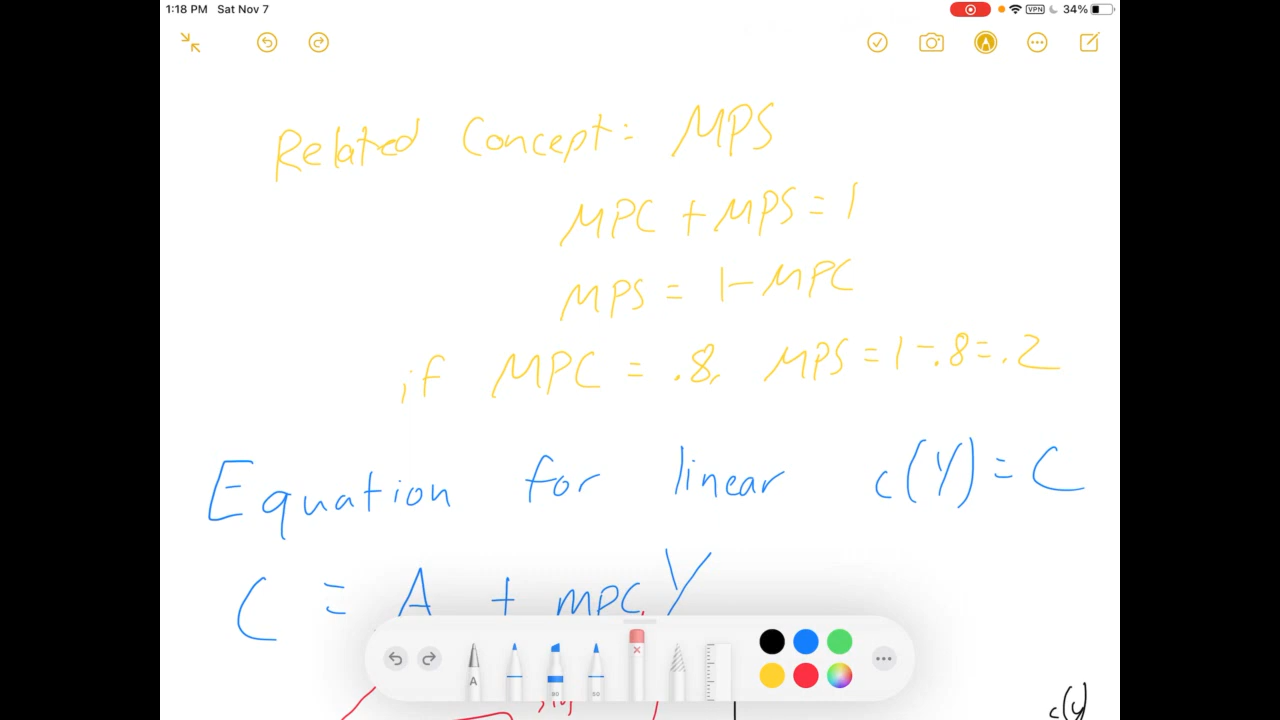 1:18 PM Sat Nov 7
VPN 34%
Related Concept: MPS
MPC + MPS = 1
MPS = 1 - MPC
if MPC = .8, MPS = 1 - .8 = .2
Equation for linear c(Y) = C
C = A + mpc Y
A
c(y)